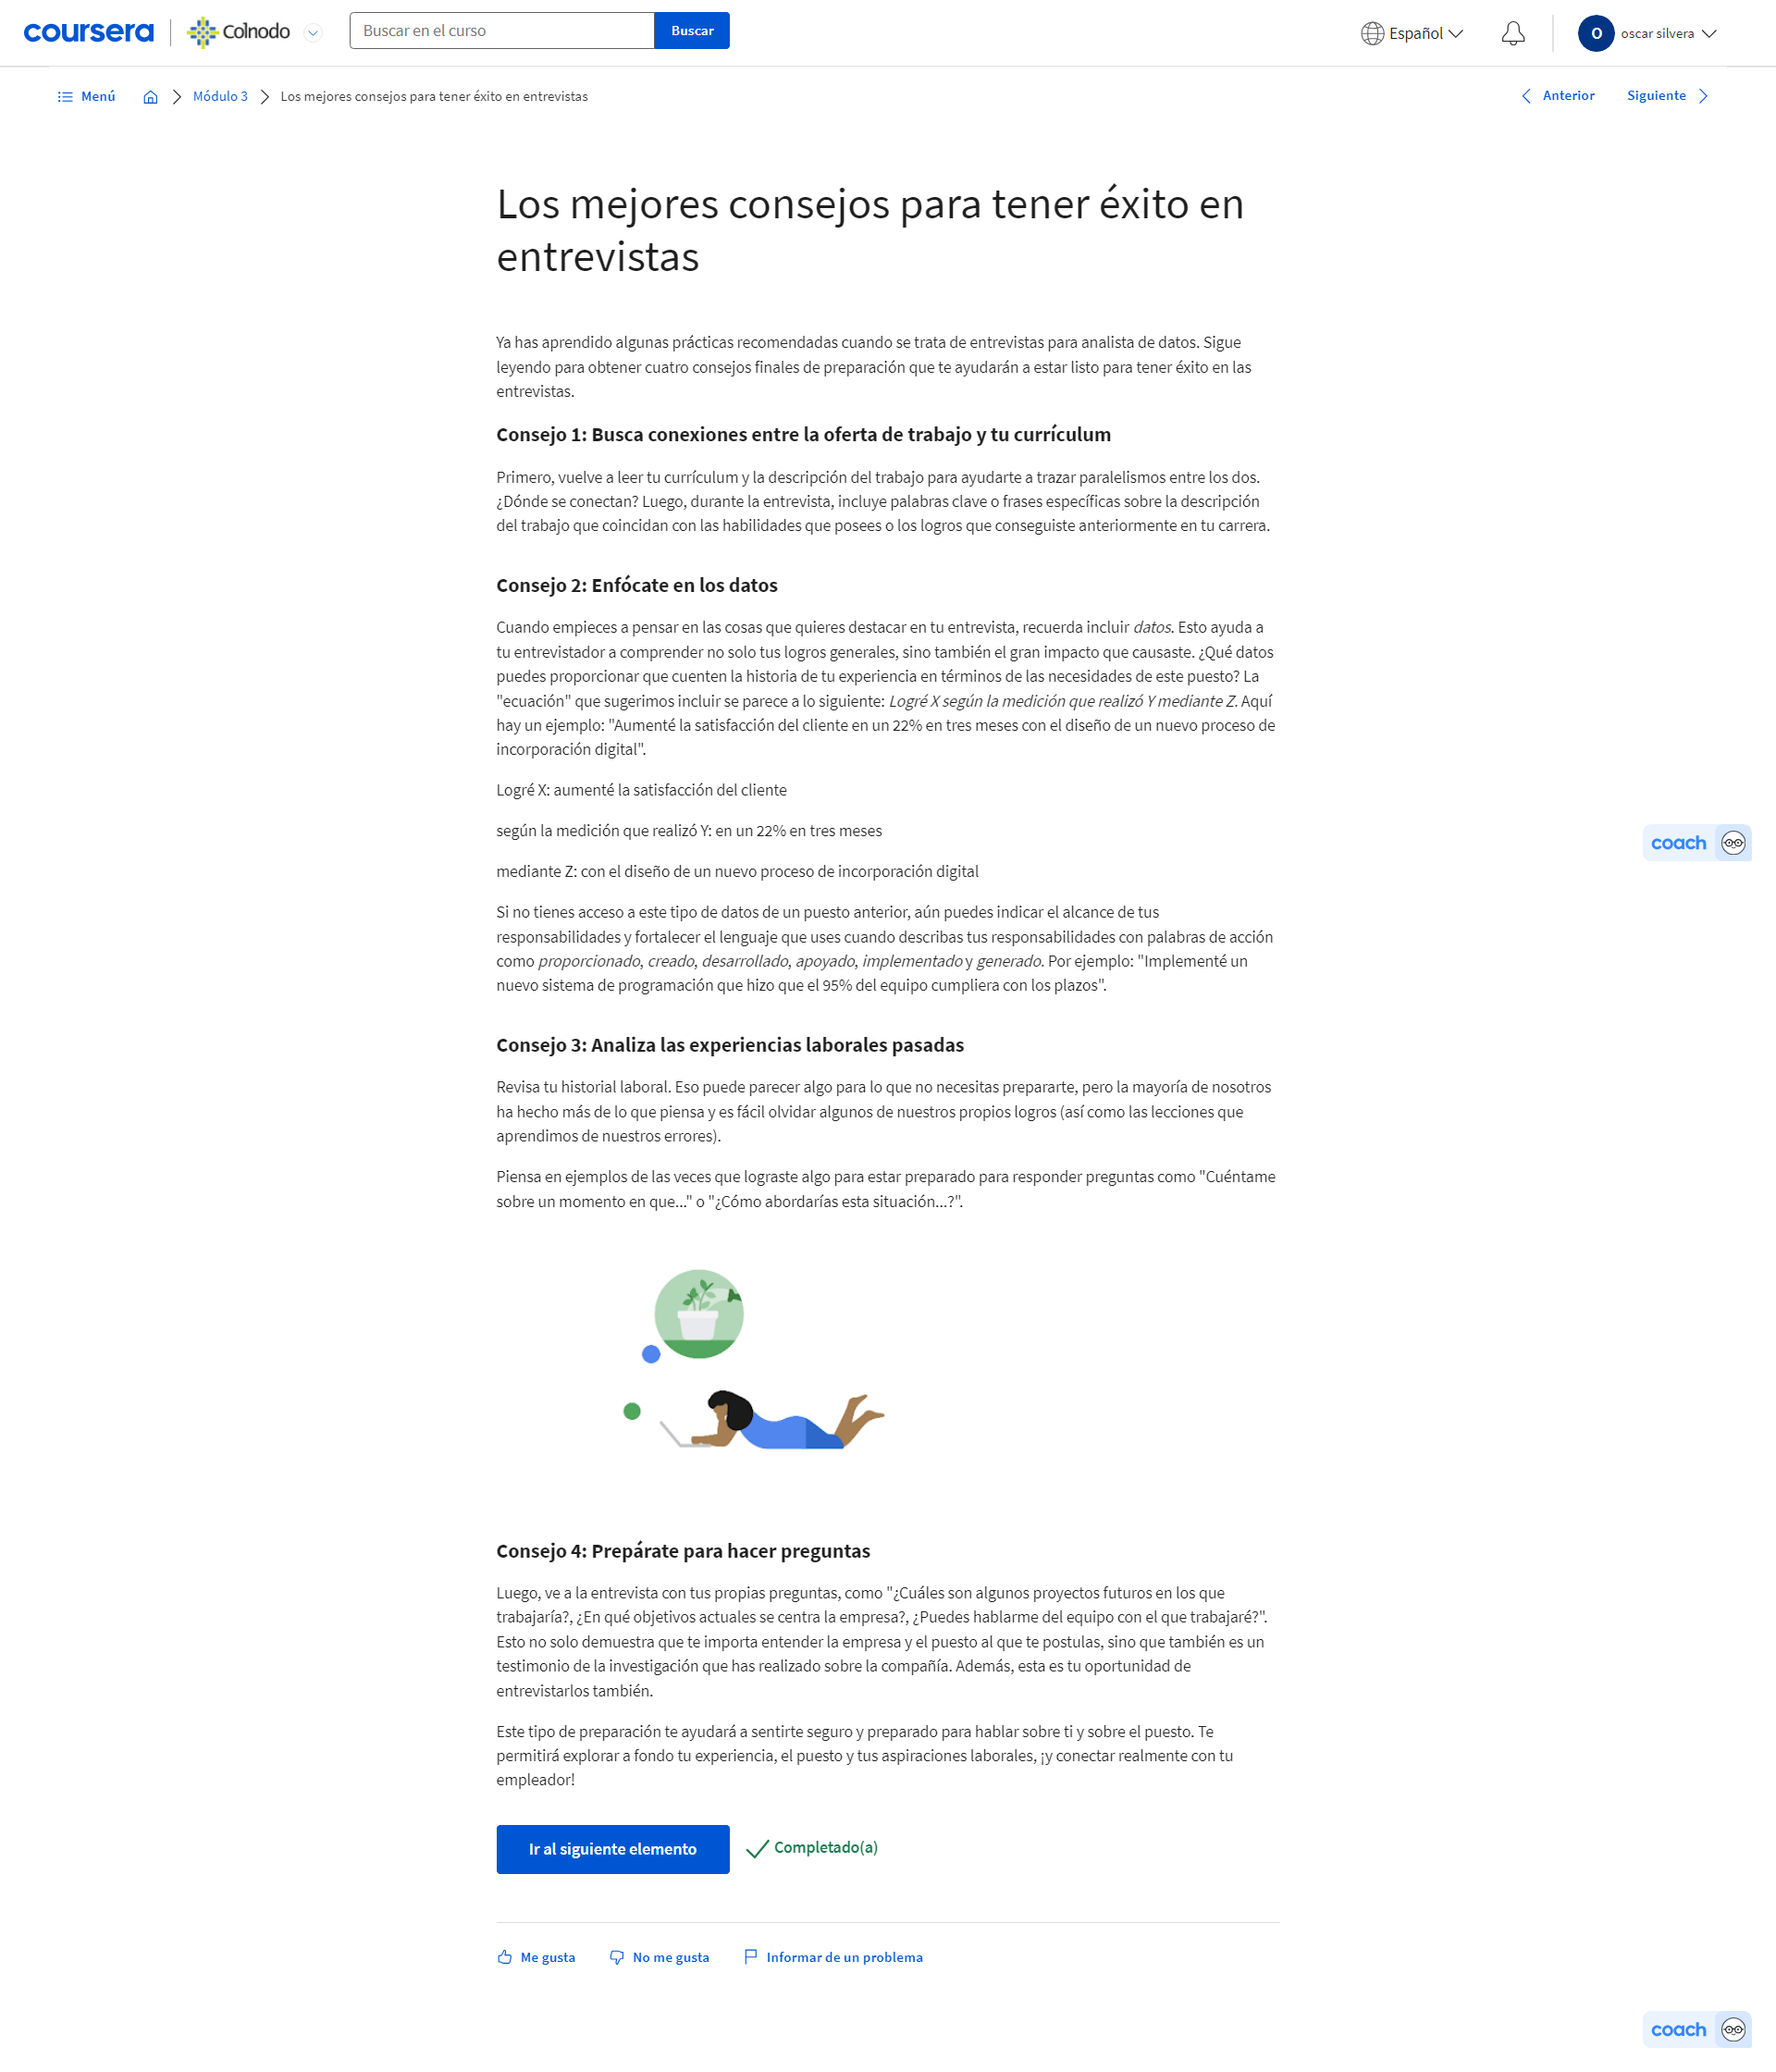 coursera
Colnodo
Buscar en el curso
Buscar
Español
O
oscar silvera
Menú
Módulo 3
Los mejores consejos para tener éxito en entrevistas
Anterior
Siguiente
Los mejores consejos para tener éxito en
entrevistas
Ya has aprendido algunas prácticas recomendadas cuando se trata de entrevistas para analista de datos. Sigue
leyendo para obtener cuatro consejos finales de preparación que te ayudarán a estar listo para tener éxito en las
entrevistas.
Consejo 1: Busca conexiones entre la oferta de trabajo y tu currículum
Primero, vuelve a leer tu currículum y la descripción del trabajo para ayudarte a trazar paralelismos entre los dos.
¿Dónde se conectan? Luego, durante la entrevista, incluye palabras clave o frases específicas sobre la descripción
del trabajo que coincidan con las habilidades que posees o los logros que conseguiste anteriormente en tu carrera.
Consejo 2: Enfócate en los datos
Cuando empieces a pensar en las cosas que quieres destacar en tu entrevista, recuerda incluir datos. Esto ayuda a
tu entrevistador a comprender no solo tus logros generales, sino también el gran impacto que causaste. ¿Qué datos
puedes proporcionar que cuenten la historia de tu experiencia en términos de las necesidades de este puesto? La
"ecuación" que sugerimos incluir se parece a lo siguiente: Logré X según la medición que realizó Y mediante Z. Aquí
hay un ejemplo: "Aumenté la satisfacción del cliente en un 22% en tres meses con el diseño de un nuevo proceso de
incorporación digital".
Logré X: aumenté la satisfacción del cliente
según la medición que realizó Y: en un 22% en tres meses
mediante Z: con el diseño de un nuevo proceso de incorporación digital
Si no tienes acceso a este tipo de datos de un puesto anterior, aún puedes indicar el alcance de tus
responsabilidades y fortalecer el lenguaje que uses cuando describas tus responsabilidades con palabras de acción
como proporcionado, creado, desarrollado, apoyado, implementado y generado. Por ejemplo: "Implementé un
nuevo sistema de programación que hizo que el 95% del equipo cumpliera con los plazos".
coach
Consejo 3: Analiza las experiencias laborales pasadas
Revisa tu historial laboral. Eso puede parecer algo para lo que no necesitas prepararte, pero la mayoría de nosotros
ha hecho más de lo que piensa y es fácil olvidar algunos de nuestros propios logros (así como las lecciones que
aprendimos de nuestros errores).
Piensa en ejemplos de las veces que lograste algo para estar preparado para responder preguntas como "Cuéntame
sobre un momento en que..." o "¿Cómo abordarías esta situación...?".
Consejo 4: Prepárate para hacer preguntas
Luego, ve a la entrevista con tus propias preguntas, como "¿Cuáles son algunos proyectos futuros en los que
trabajaría?, ¿En qué objetivos actuales se centra la empresa?, ¿Puedes hablarme del equipo con el que trabajaré?".
Esto no solo demuestra que te importa entender la empresa y el puesto al que te postulas, sino que también es un
testimonio de la investigación que has realizado sobre la compañía. Además, esta es tu oportunidad de
entrevistarlos también.
Este tipo de preparación te ayudará a sentirte seguro y preparado para hablar sobre ti y sobre el puesto. Te
permitirá explorar a fondo tu experiencia, el puesto y tus aspiraciones laborales, ¡y conectar realmente con tu
empleador!
Ir al siguiente elemento
Completado(a)
Me gusta
No me gusta
Informar de un problema
coach